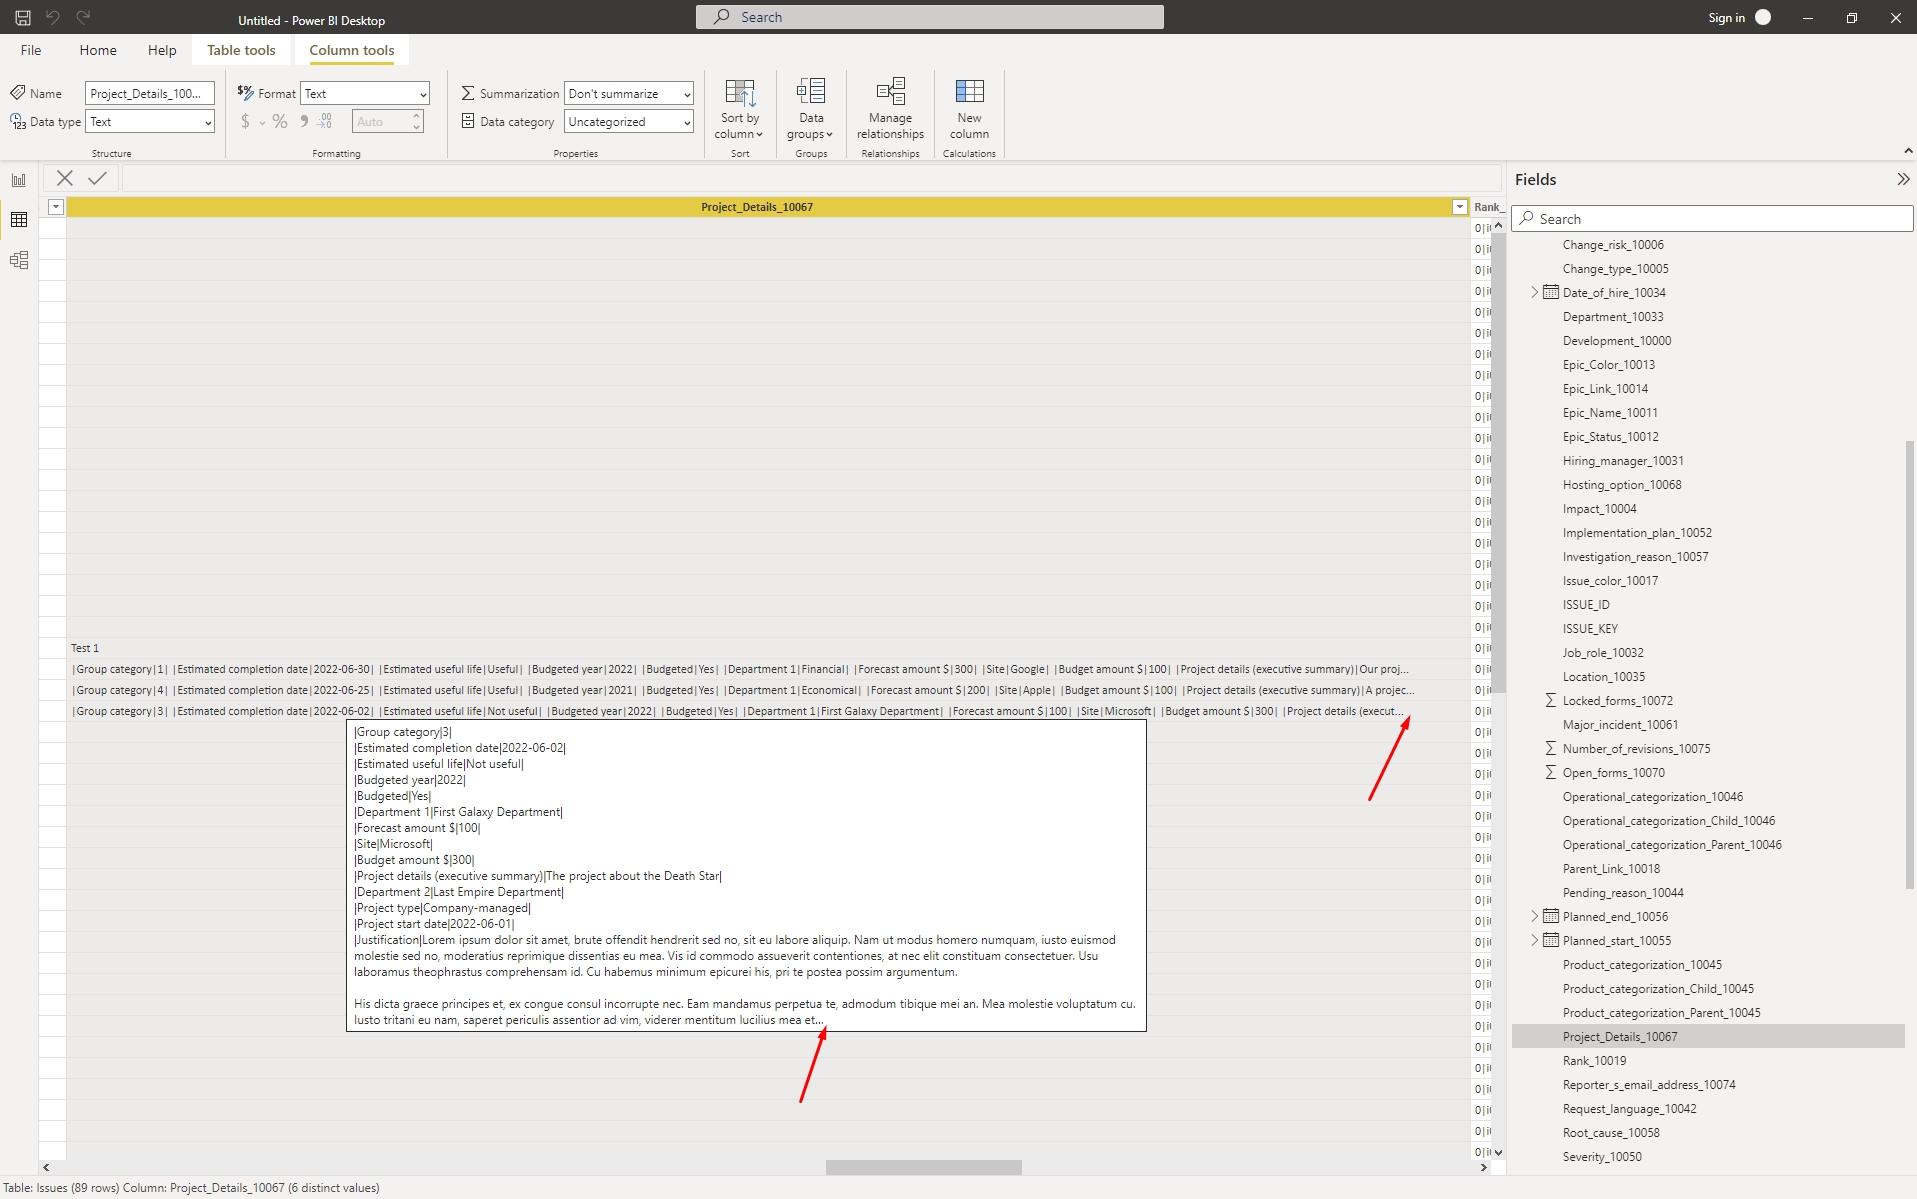 Untitled - Power BI Desktop
Search
Sign in
File
Home
Help
Table tools
Column tools
Name
Project_Details_100...
Data type
Text
Structure
Format
Text
Auto
Formatting
Summarization
Don't summarize
Data category
Uncategorized
Properties
Sort by
column
Sort
Data
groups
Groups
Manage
relationships
Relationships
New
column
Calculations
Project_Details_10067
Rank_
Test 1
|Group category|1| |Estimated completion date|2022-06-30| |Estimated useful life|Useful| |Budgeted year|2022| |Budgeted|Yes| |Department 1|Financial| |Forecast amount $|300| |Site|Google| |Budget amount $|100| |Project details (executive summary)|Our proj...
|Group category|4| |Estimated completion date|2022-06-25| |Estimated useful life|Useful| |Budgeted year|2021| |Budgeted|Yes| |Department 1|Economical| |Forecast amount $|200| |Site|Apple| |Budget amount $|100| |Project details (executive summary)|A projec...
|Group category|3| |Estimated completion date|2022-06-02| |Estimated useful life|Not useful| |Budgeted year|2022| |Budgeted|Yes| |Department 1|First Galaxy Department| |Forecast amount $|100| |Site|Microsoft| |Budget amount $|300| |Project details (execut...
|Group category|3|
|Estimated completion date|2022-06-02|
|Estimated useful life|Not useful|
|Budgeted year|2022|
|Budgeted|Yes|
|Department 1|First Galaxy Department|
|Forecast amount $|100|
|Site|Microsoft|
|Budget amount $|300|
|Project details (executive summary)|The project about the Death Star|
|Department 2|Last Empire Department|
|Project type|Company-managed|
|Project start date|2022-06-01|
|Justification|Lorem ipsum dolor sit amet, brute offendit hendrerit sed no, sit eu labore aliquip. Nam ut modus homero numquam, iusto euismod
molestie sed no, moderatius reprimique dissentias eu mea. Vis id commodo assueverit contentiones, at nec elit constituam consectetuer. Usu
laboramus theophrastus comprehensam id. Cu habemus minimum epicurei his, pri te postea possim argumentum.
His dicta graece principes et, ex congue consul incorrupte nec. Eam mandamus perpetua te, admodum tibique mei an. Mea molestie voluptatum cu.
Iusto tritani eu nam, saperet periculis assentior ad vim, viderer mentitum lucilius mea et...
Fields
Search
Change_risk_10006
Change_type_10005
Date_of_hire_10034
Department_10033
Development_10000
Epic_Color_10013
Epic_Link_10014
Epic_Name_10011
Epic_Status_10012
Hiring_manager_10031
Hosting_option_10068
Impact_10004
Implementation_plan_10052
Investigation_reason_10057
Issue_color_10017
ISSUE_ID
ISSUE_KEY
Job_role_10032
Location_10035
Locked_forms_10072
Major_incident_10061
Number_of_revisions_10075
Open_forms_10070
Operational_categorization_10046
Operational_categorization_Child_10046
Operational_categorization_Parent_10046
Parent_Link_10018
Pending_reason_10044
Planned_end_10056
Planned_start_10055
Product_categorization_10045
Product_categorization_Child_10045
Product_categorization_Parent_10045
Project_Details_10067
Rank_10019
Reporter_s_email_address_10074
Request_language_10042
Root_cause_10058
Severity_10050
Table: Issues (89 rows) Column: Project_Details_10067 (6 distinct values)